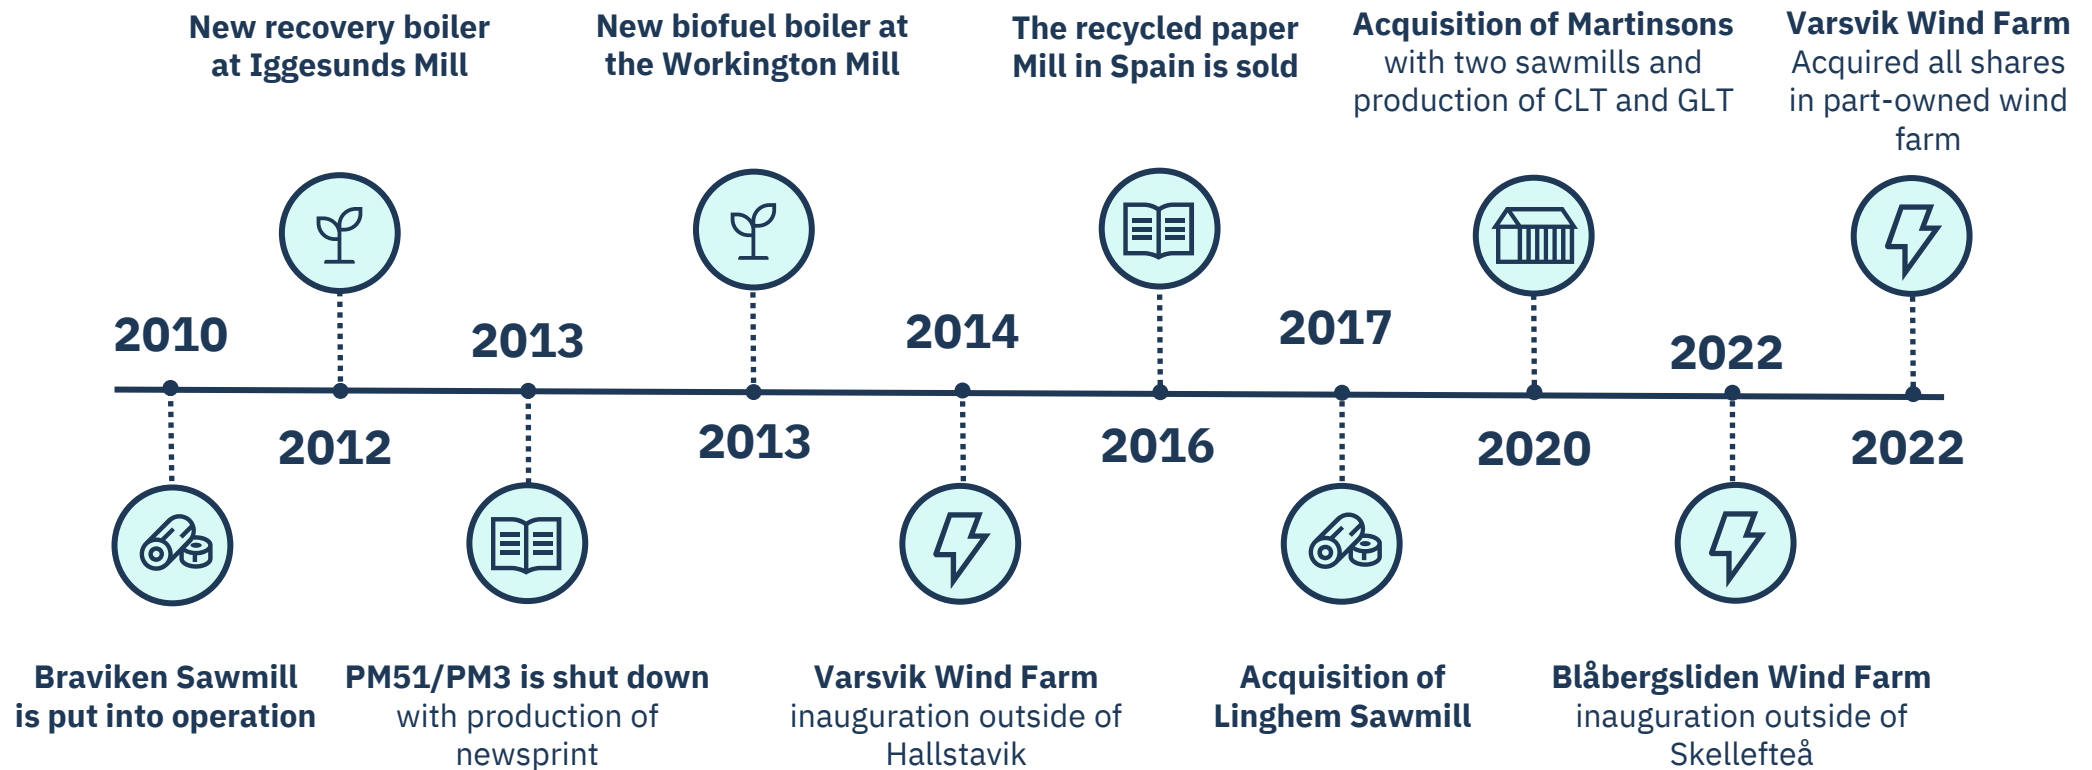 New recovery boiler
at Iggesunds Mill
New biofuel boiler at
the Workington Mill
The recycled paper
Mill in Spain is sold
Acquisition of Martinsons
with two sawmills and
production of CLT and GLT
Varsvik Wind Farm
Acquired all shares
in part-owned wind
farm
2010
2013
2014
2017
2022
2012
2013
2016
2020
2022
Braviken Sawmill
is put into operation
PM51/PM3 is shut down
with production of
newsprint
Varsvik Wind Farm
inauguration outside of
Hallstavik
Acquisition of
Linghem Sawmill
Blåbergsliden Wind Farm
inauguration outside of
Skellefteå